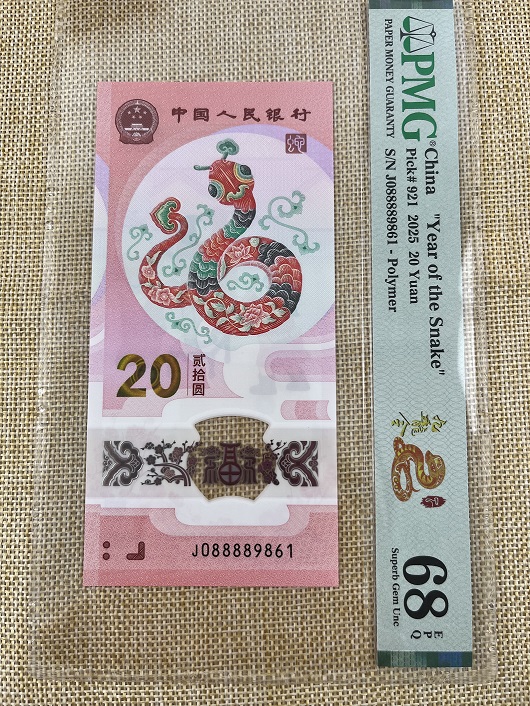 中国人民银行
20
贰拾圆
福
J088889861
PMG®
PAPER MONEY GUARANTY
China "Year of the Snake"
Pick# 921 2025 20 Yuan
S/N J088889861 - Polymer
68 EPQ
Superb Gem Unc